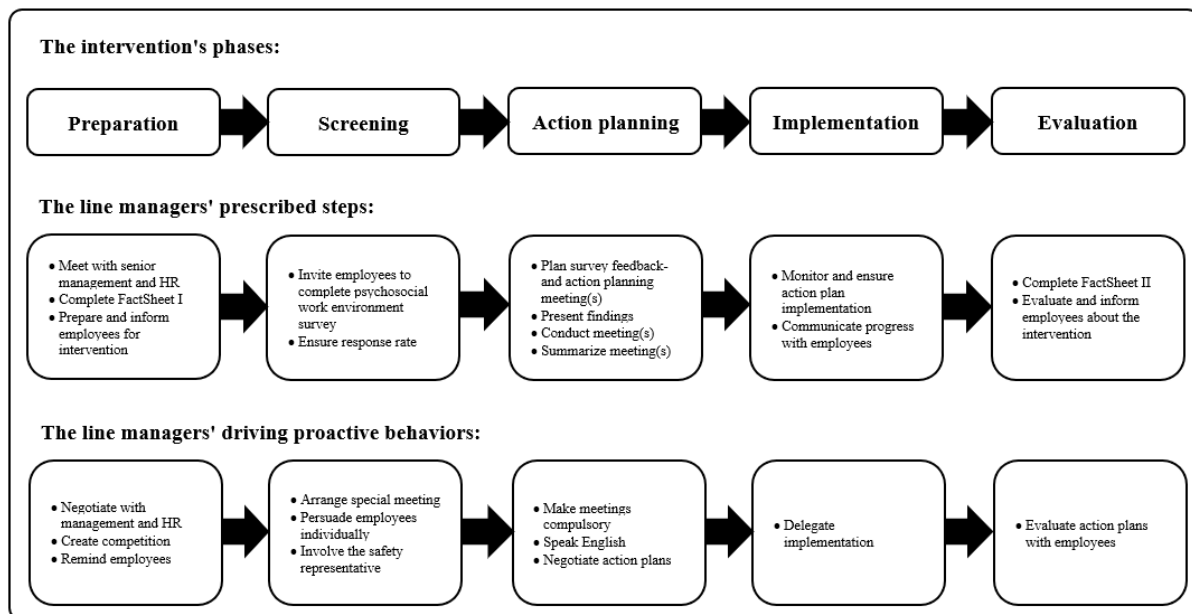 The intervention's phases:
Preparation
Screening
Action planning
Implementation
Evaluation
The line managers' prescribed steps:
• Meet with senior
management and HR
• Complete FactSheet I
• Prepare and inform
employees for
intervention
• Invite employees to
complete psychosocial
work environment
survey
• Ensure response rate
• Plan survey feedback-
and action planning
meeting(s)
• Present findings
• Conduct meeting(s)
• Summarize meeting(s)
• Monitor and ensure
action plan
implementation
• Communicate progress
with employees
• Complete FactSheet II
• Evaluate and inform
employees about the
intervention
The line managers' driving proactive behaviors:
• Negotiate with
management and HR
• Create competition
• Remind employees
• Arrange special meeting
• Persuade employees
individually
• Involve the safety
representative
• Make meetings
compulsory
• Speak English
• Negotiate action plans
• Delegate
implementation
• Evaluate action plans
with employees